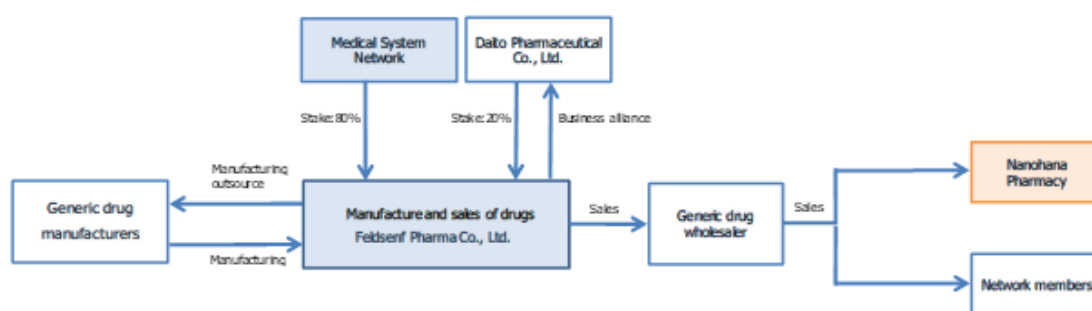 Medical System
Network
Daito Pharmaceutical
Co., Ltd.
Stake: 80%
Stake: 20%
Business alliance
Manufacturing
outsource
Nanohana
Pharmacy
Generic drug
manufacturers
Manufacture and sales of drugs
Feldsenf Pharma Co., Ltd.
Sales
Generic drug
wholesaler
Sales
Manufacturing
Network members